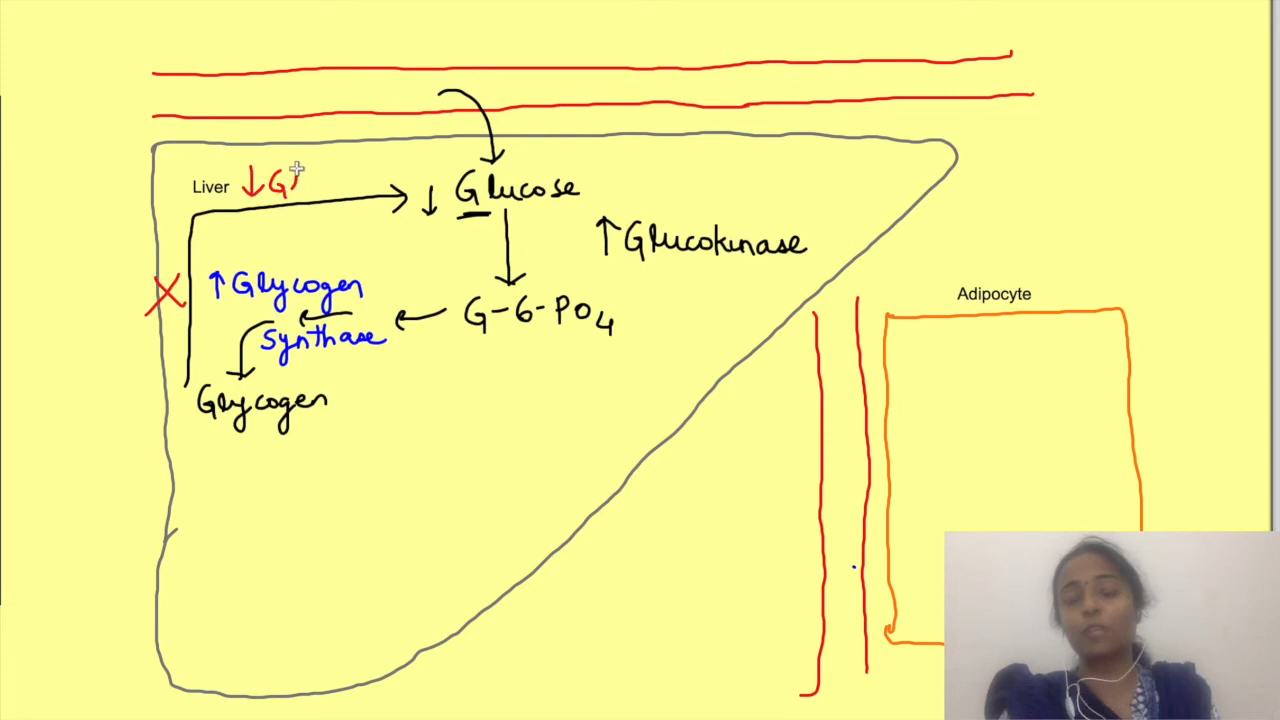 Liver ↓ G
↓ Glucose
↑ Glucokinase
↑ Glycogen
Synthase
G-6-PO4
Glycogen
Adipocyte